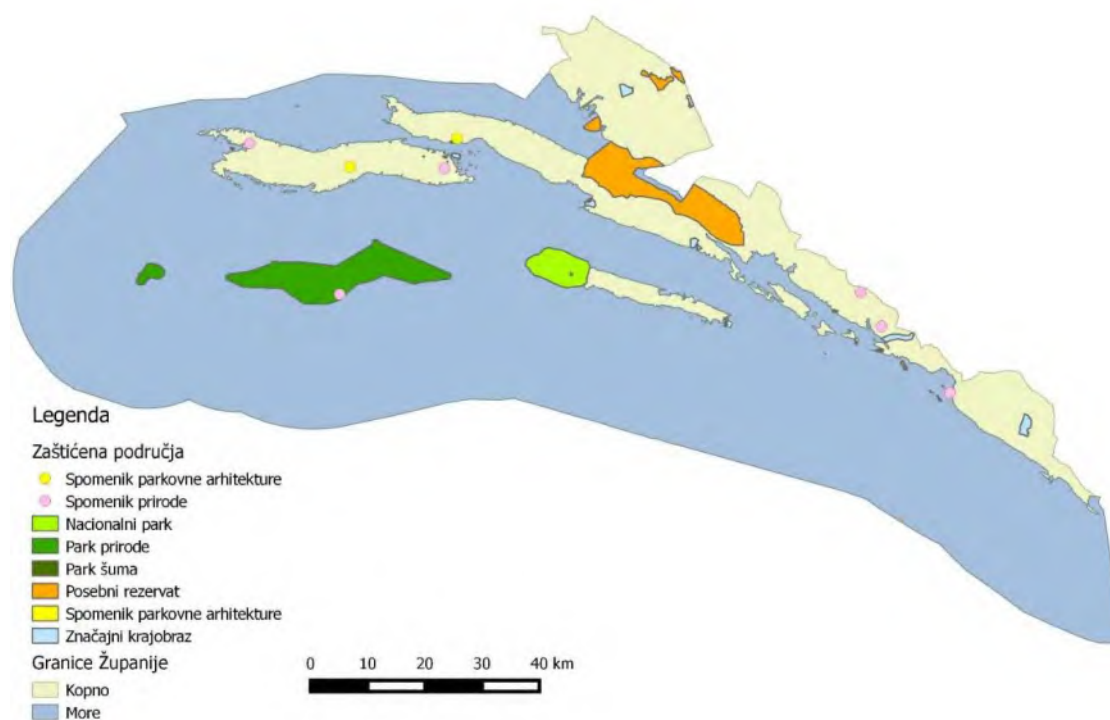 Legenda
Zaštićena područja
Spomenik parkovne arhitekture
Spomenik prirode
Nacionalni park
Park prirode
Park šuma
Posebni rezervat
Spomenik parkovne arhitekture
Značajni krajobraz
Granice Županije
Kopno
More
0 10 20 30 40 km